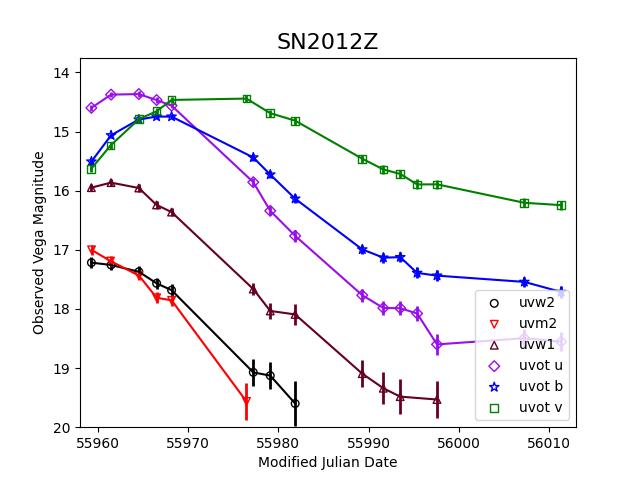 SN2012Z
Observed Vega Magnitude
14
15
16
17
18
19
20
55960 55970 55980 55990 56000 56010
Modified Julian Date
uvw2
uvm2
uvw1
uvot u
uvot b
uvot v